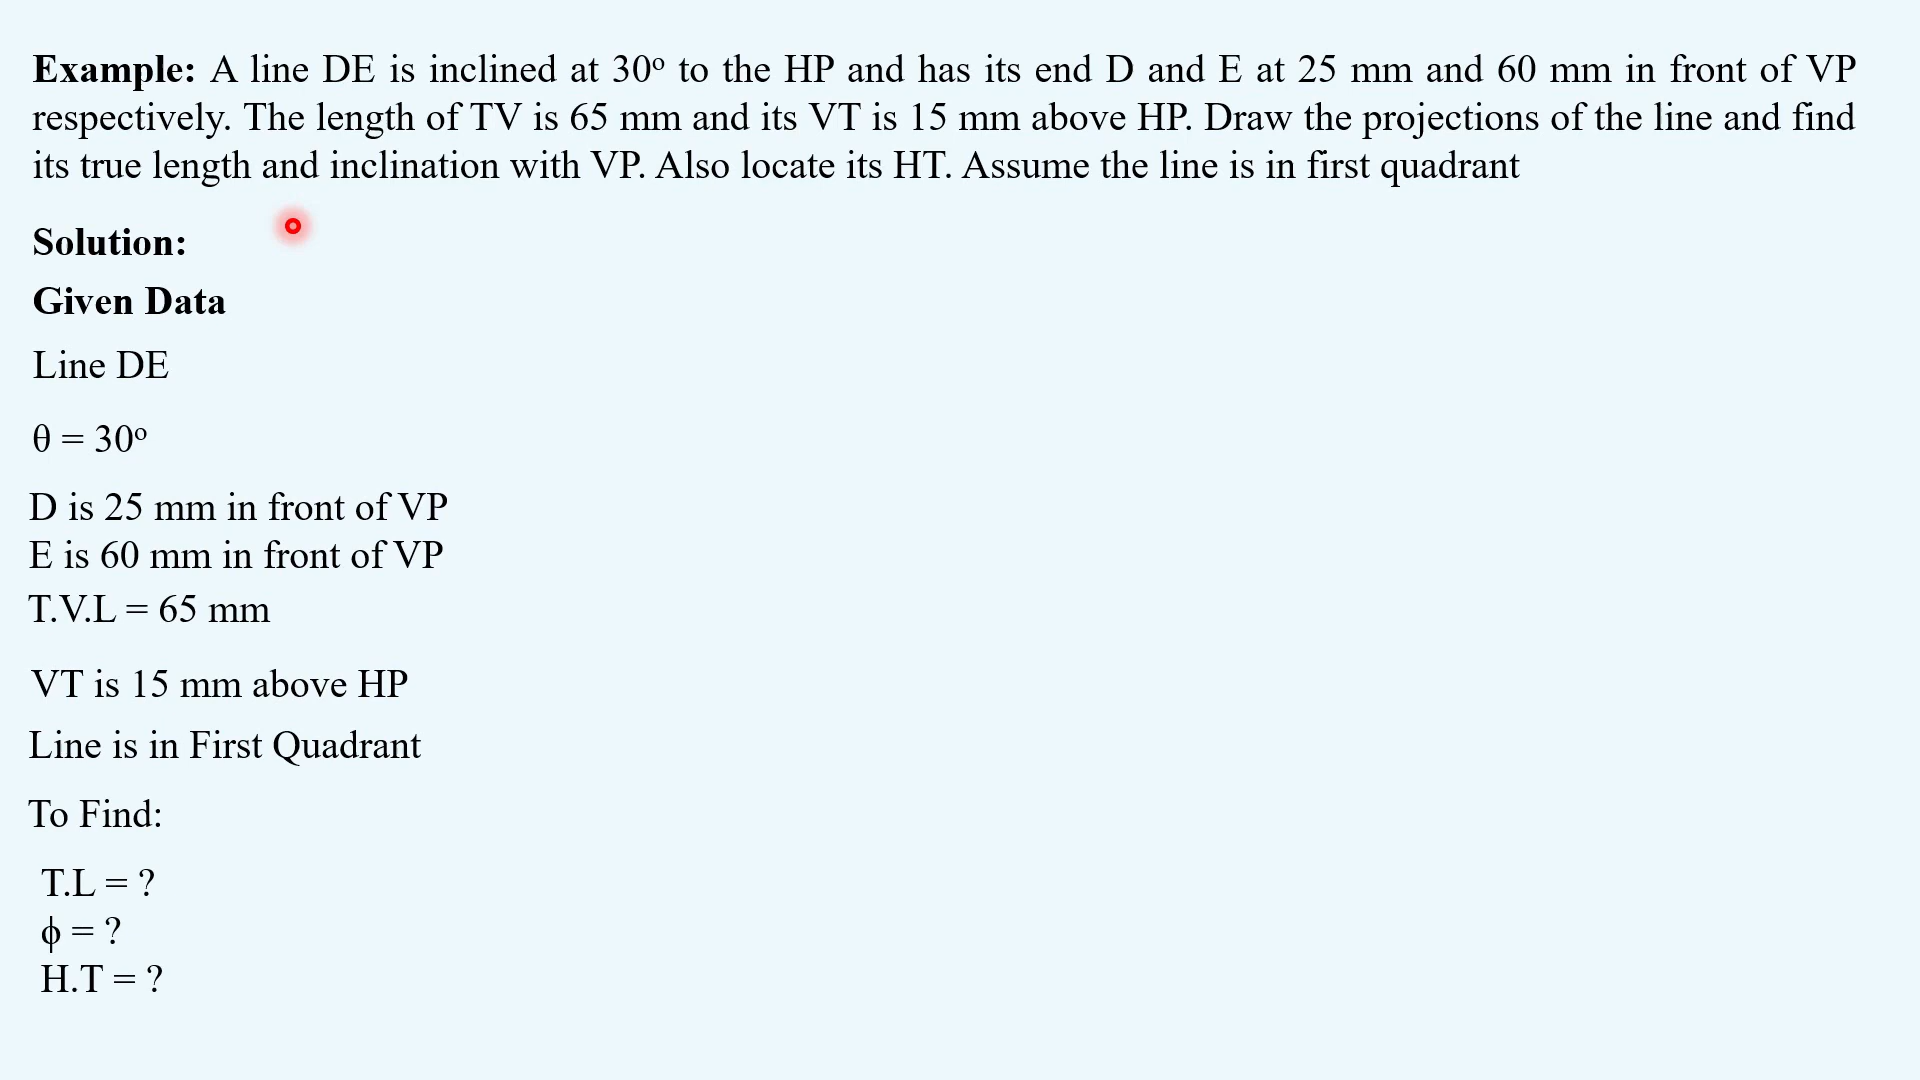 Example: A line DE is inclined at 30º to the HP and has its end D and E at 25 mm and 60 mm in front of VP
respectively. The length of TV is 65 mm and its VT is 15 mm above HP. Draw the projections of the line and find
its true length and inclination with VP. Also locate its HT. Assume the line is in first quadrant
Solution:
Given Data
Line DE
θ = 30º
D is 25 mm in front of VP
E is 60 mm in front of VP
T.V.L = 65 mm
VT is 15 mm above HP
Line is in First Quadrant
To Find:
T.L = ?
ϕ = ?
H.T = ?